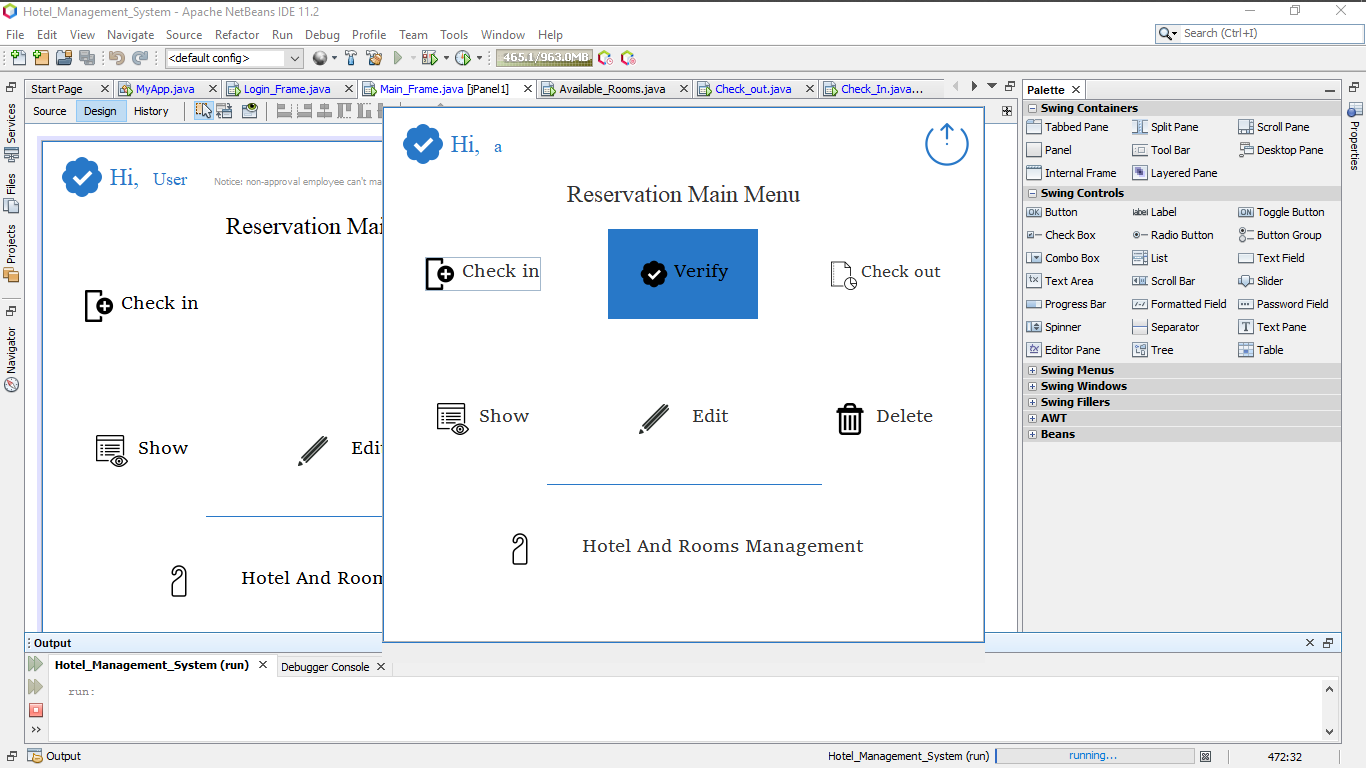 Hotel_Management_System - Apache NetBeans IDE 11.2
File Edit View Navigate Source Refactor Run Debug Profile Team Tools Window Help
Search (Ctrl+I)
<default config>
465.1/963.0MB
Start Page MyApp.java Login_Frame.java Main_Frame.java [JPanel1] Available_Rooms.java Check_out.java Check_In.java...
Source Design History
Services
Files
Projects
Navigator
Hi, User
Notice: non-approval employee can't ma
Reservation Mai
Check in
Show
Edi
Hotel And Room
Hi, a
Reservation Main Menu
Check in Verify Check out
Show Edit Delete
Hotel And Rooms Management
Palette
Swing Containers
Tabbed Pane Split Pane Scroll Pane
Panel Tool Bar Desktop Pane
Internal Frame Layered Pane
Swing Controls
OK Button label Label ON Toggle Button
Check Box Radio Button Button Group
Combo Box List Text Field
Text Area Scroll Bar Slider
Progress Bar Formatted Field Password Field
Spinner Separator Text Pane
Editor Pane Tree Table
Swing Menus
Swing Windows
Swing Fillers
AWT
Beans
Properties
Output
Hotel_Management_System (run) Debugger Console
run:
Output
Hotel_Management_System (run) running... 472:32